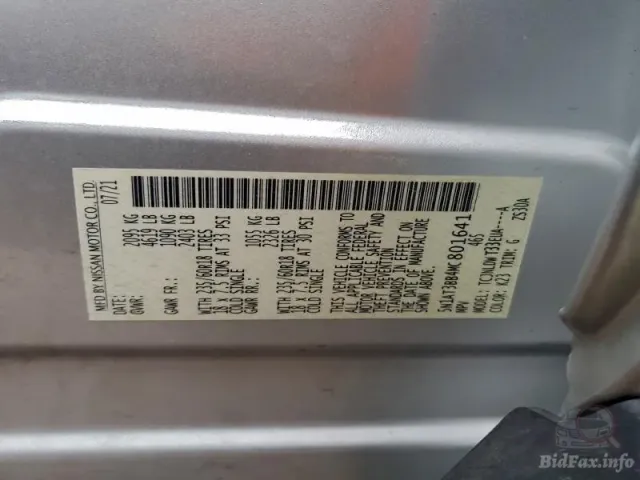 MFD BY NISSAN MOTOR CO., LTD.
DATE: 07/21
GVWR: 2095 KG
4619 LB
GAWR FR.: 1090 KG
2403 LB
WITH 235/60R18 TIRES
18 x 7.5 RIMS AT 33 PSI
COLD SINGLE
GAWR RR.: 1055 KG
2326 LB
WITH 235/60R18 TIRES
18 x 7.5 RIMS AT 30 PSI
COLD SINGLE
THIS VEHICLE CONFORMS TO
ALL APPLICABLE FEDERAL
MOTOR VEHICLE SAFETY AND
THEFT PREVENTION
STANDARDS IN EFFECT ON
THE DATE OF MANUFACTURE
SHOWN ABOVE.
5N1AT3BB4MC801641
MPV 465
COLOR: K23 TRIM: G 2S30A
BidFax.info